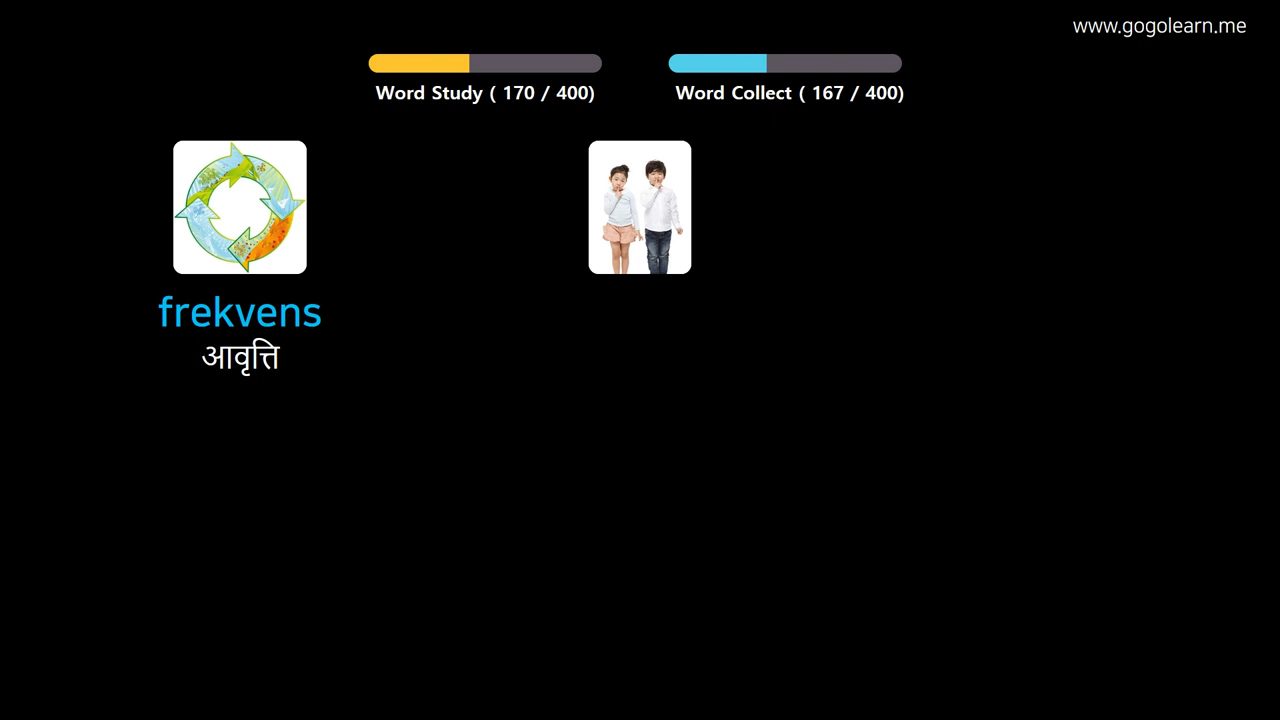 www.gogolearn.me
Word Study ( 170 / 400)
Word Collect ( 167 / 400)
frekvens
आवृत्ति